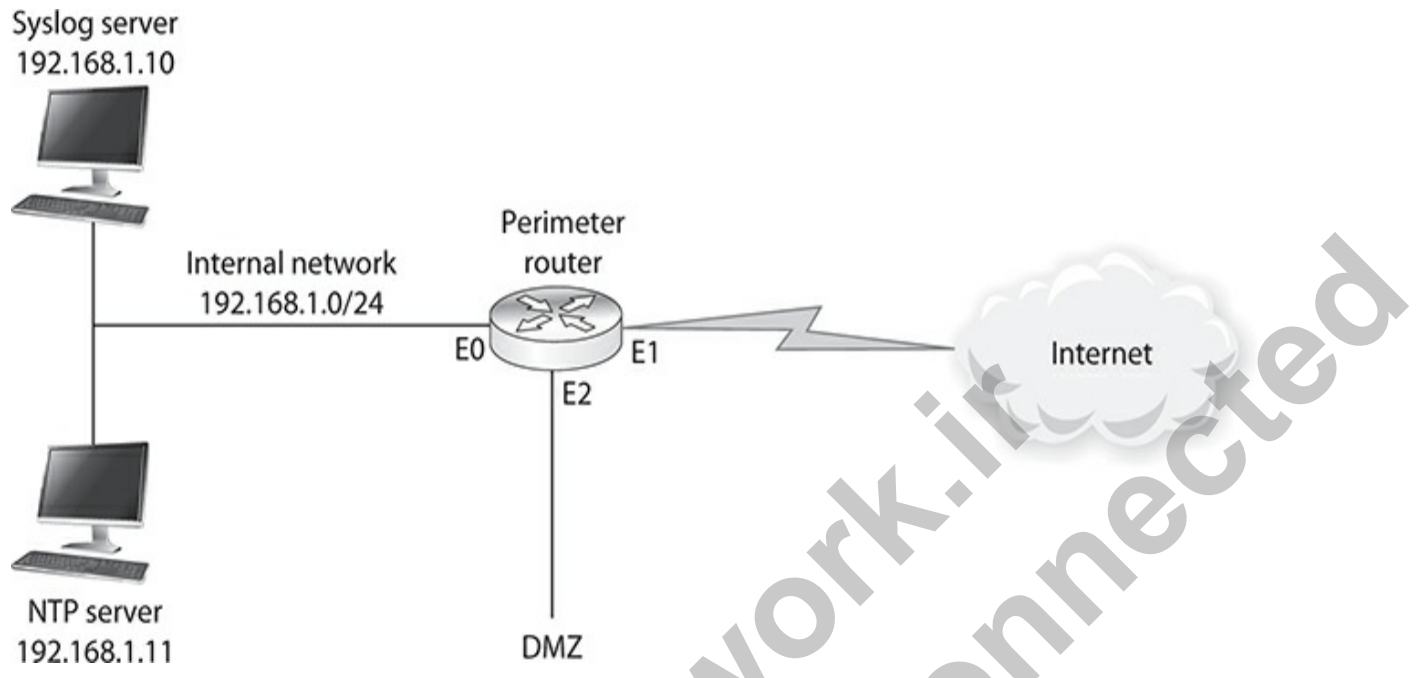 Syslog server
192.168.1.10
Internal network
192.168.1.0/24
Perimeter
router
E0
E1
E2
Internet
NTP server
192.168.1.11
DMZ